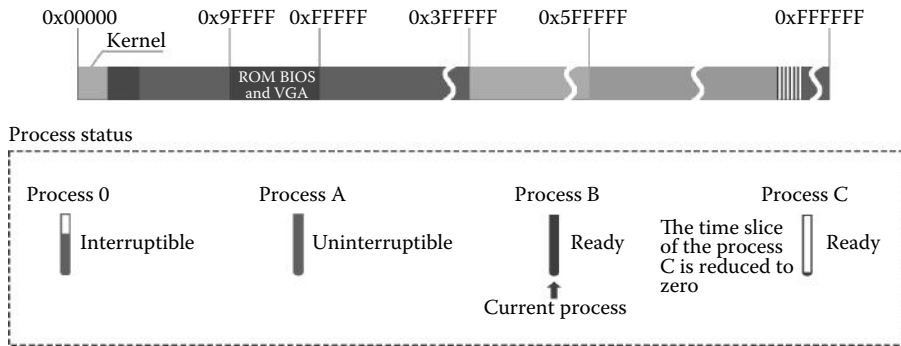 0x00000 0x9FFFF 0xFFFFF 0x3FFFFF 0x5FFFFF 0xFFFFFF
Kernel
ROM BIOS
and VGA
Process status
Process 0 Process A Process B Process C
Interruptible Uninterruptible Ready
The time slice
of the process
C is reduced to
zero
Ready
Current process